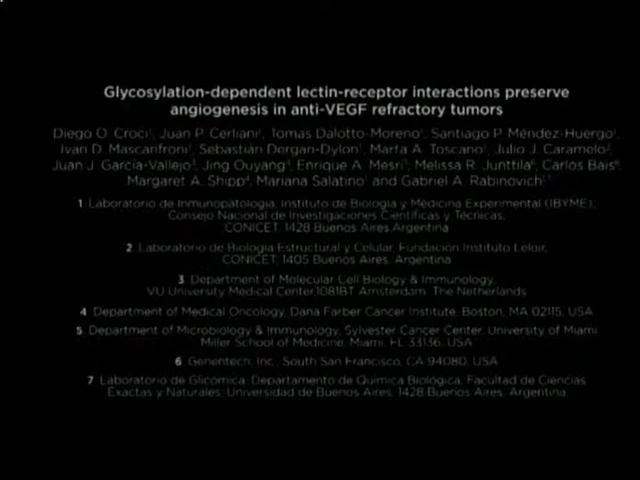 Glycosylation-dependent lectin-receptor interactions preserve
angiogenesis in anti-VEGF refractory tumors
Diego O. Croci¹, Juan P. Cerliani¹, Tomas Dalotto-Moreno¹, Santiago P. Méndez-Huergo¹,
Ivan D. Mascanfroni¹, Sebastián Dergan-Dylon¹, Marta A. Toscano¹, Julio J. Caramelo²,
Juan J. García-Vallejo³, Jing Ouyang⁴, Enrique A. Mesri⁵, Melissa R. Junttila⁶, Carlos Bais⁶,
Margaret A. Shipp⁴, Mariana Salatino¹ and Gabriel A. Rabinovich¹,⁷
1 Laboratorio de Inmunopatología, Instituto de Biología y Medicina Experimental (IBYME),
Consejo Nacional de Investigaciones Científicas y Técnicas,
CONICET, 1428 Buenos Aires, Argentina
2 Laboratorio de Biología Estructural y Celular, Fundación Instituto Leloir,
CONICET, 1405 Buenos Aires, Argentina
3 Department of Molecular Cell Biology & Immunology,
VU University Medical Center, 1081BT Amsterdam, The Netherlands
4 Department of Medical Oncology, Dana Farber Cancer Institute, Boston, MA 02115, USA
5 Department of Microbiology & Immunology, Sylvester Cancer Center, University of Miami
Miller School of Medicine, Miami, FL 33136, USA
6 Genentech, Inc., South San Francisco, CA 94080, USA
7 Laboratorio de Glicómica, Departamento de Química Biológica, Facultad de Ciencias
Exactas y Naturales, Universidad de Buenos Aires, 1428 Buenos Aires, Argentina